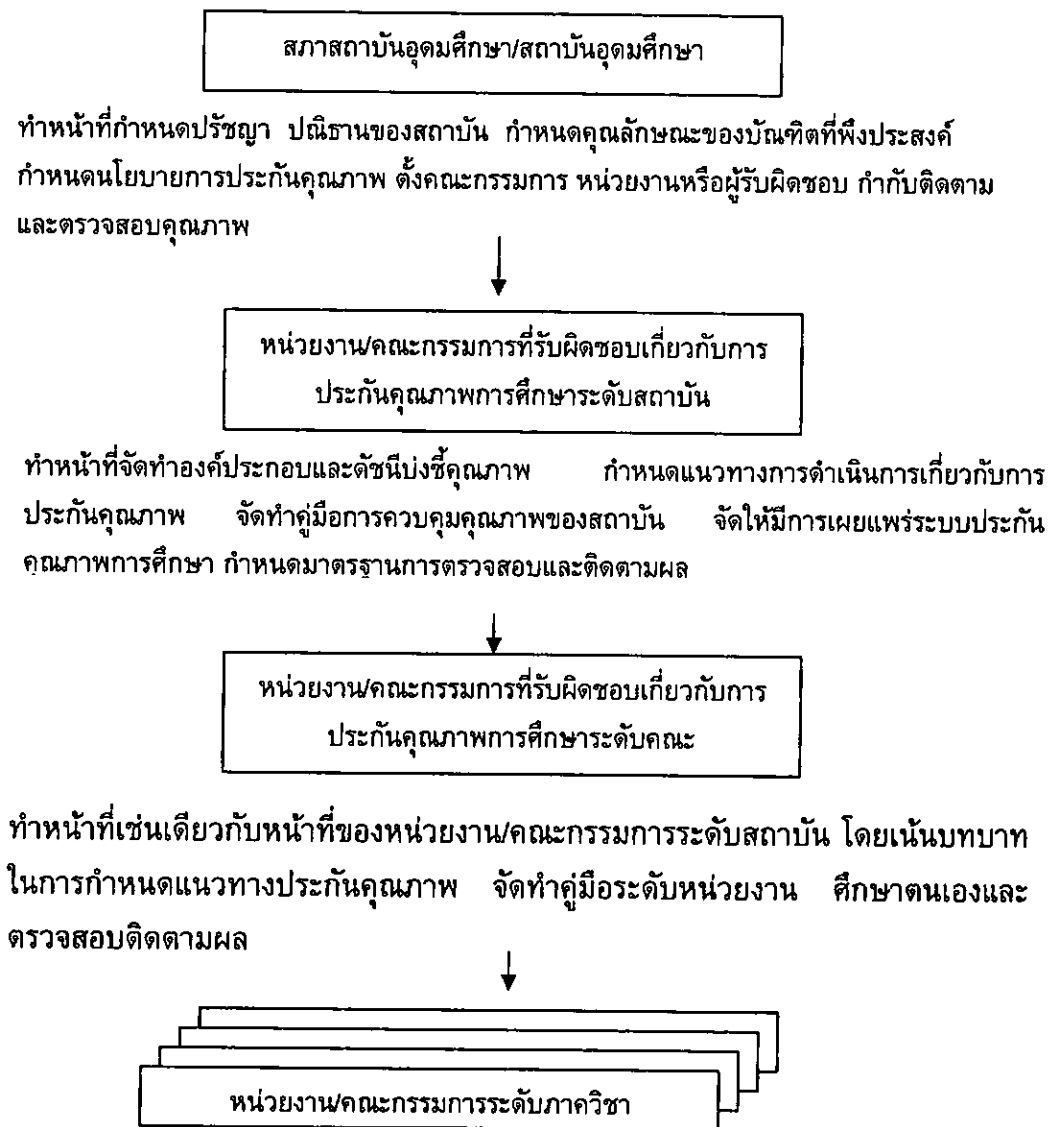 สภาสถาบันอุดมศึกษา/สถาบันอุดมศึกษา
ทำหน้าที่กำหนดปรัชญา ปณิธานของสถาบัน กำหนดคุณลักษณะของบัณฑิตที่พึงประสงค์
กำหนดนโยบายการประกันคุณภาพ ตั้งคณะกรรมการ หน่วยงานหรือผู้รับผิดชอบ กำกับติดตาม
และตรวจสอบคุณภาพ
หน่วยงาน/คณะกรรมการที่รับผิดชอบเกี่ยวกับการ
ประกันคุณภาพการศึกษาระดับสถาบัน
ทำหน้าที่จัดทำองค์ประกอบและดัชนีบ่งชี้คุณภาพ กำหนดแนวทางการดำเนินการเกี่ยวกับการ
ประกันคุณภาพ จัดทำคู่มือการควบคุมคุณภาพของสถาบัน จัดให้มีการเผยแพร่ระบบประกัน
คุณภาพการศึกษา กำหนดมาตรฐานการตรวจสอบและติดตามผล
หน่วยงาน/คณะกรรมการที่รับผิดชอบเกี่ยวกับการ
ประกันคุณภาพการศึกษาระดับคณะ
ทำหน้าที่เช่นเดียวกับหน้าที่ของหน่วยงาน/คณะกรรมการระดับสถาบัน โดยเน้นบทบาท
ในการกำหนดแนวทางประกันคุณภาพ จัดทำคู่มือระดับหน่วยงาน ศึกษาตนเองและ
ตรวจสอบติดตามผล
หน่วยงาน/คณะกรรมการระดับภาควิชา